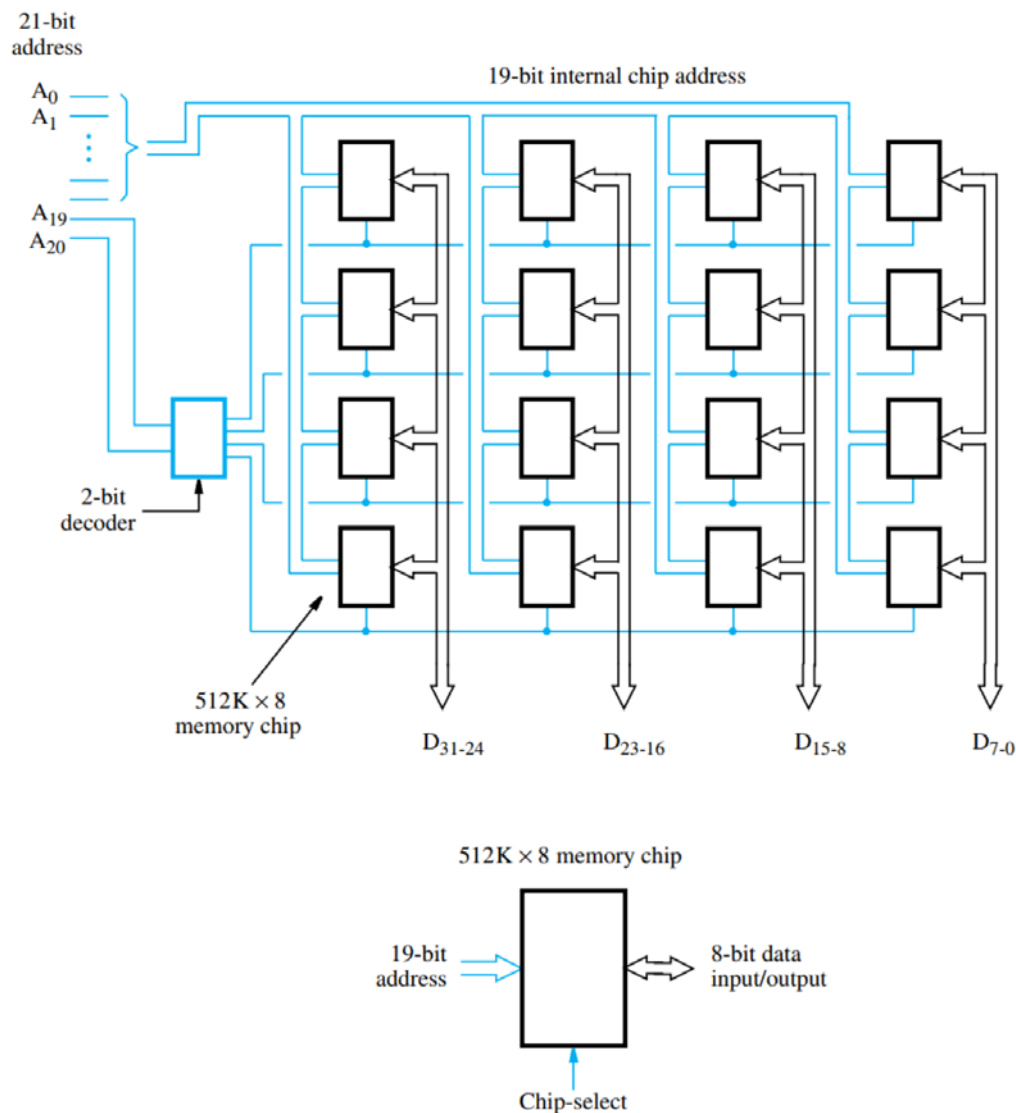 21-bit
address
19-bit internal chip address
A0
A1
A19
A20
2-bit
decoder
512K × 8
memory chip
D31-24
D23-16
D15-8
D7-0
512K × 8 memory chip
19-bit
address
8-bit data
input/output
Chip-select